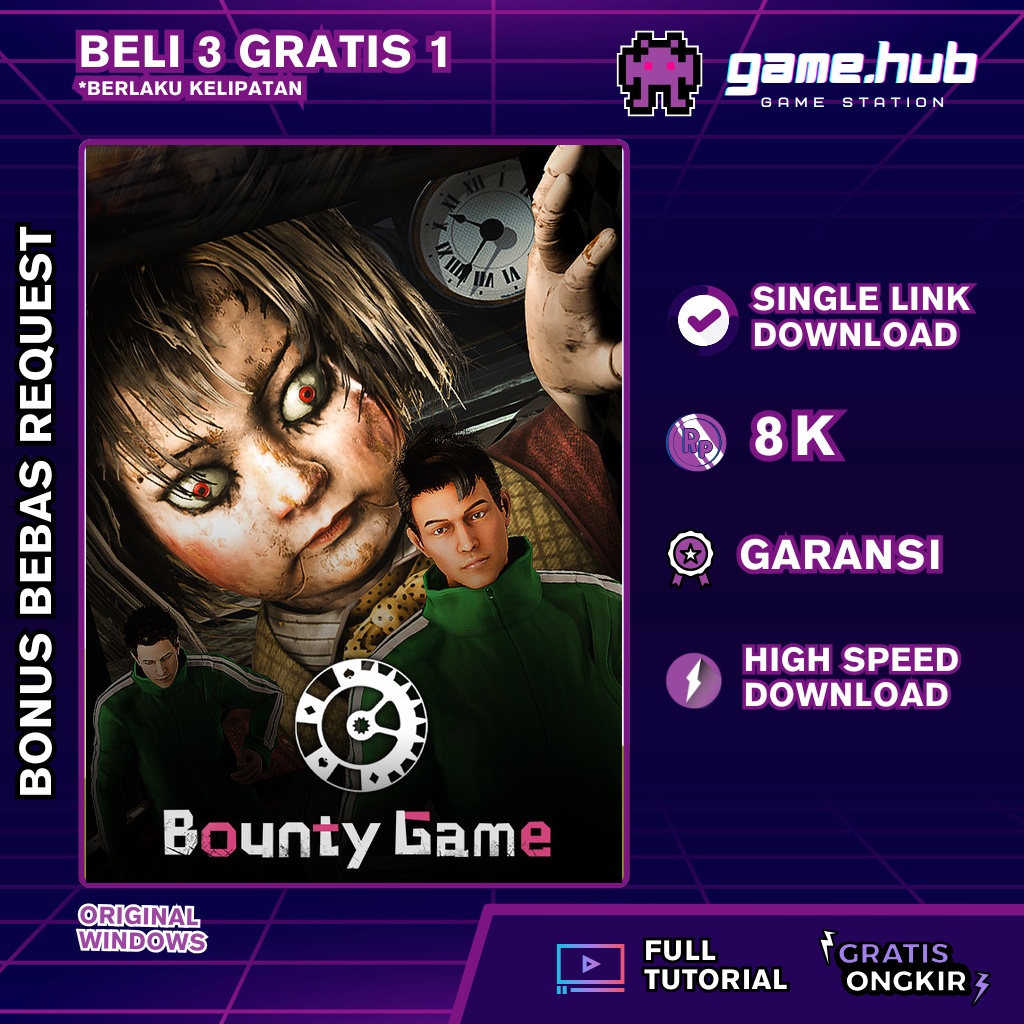 BELI 3 GRATIS 1
*BERLAKU KELIPATAN
game.hub
GAME STATION
BONUS BEBAS REQUEST
SINGLE LINK
DOWNLOAD
Rp
8K
GARANSI
HIGH SPEED
DOWNLOAD
Bounty Game
ORIGINAL
WINDOWS
FULL
TUTORIAL
GRATIS
ONGKIR